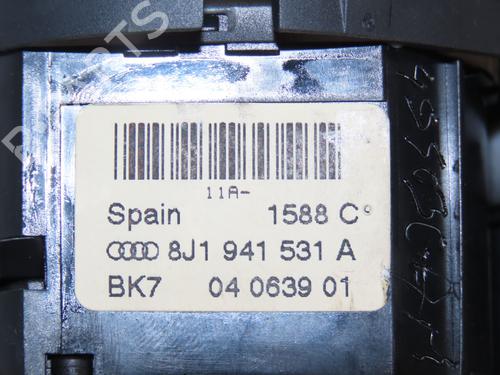 11A-
Spain 1588 C
8J1 941 531 A
BK7 04 0639 01